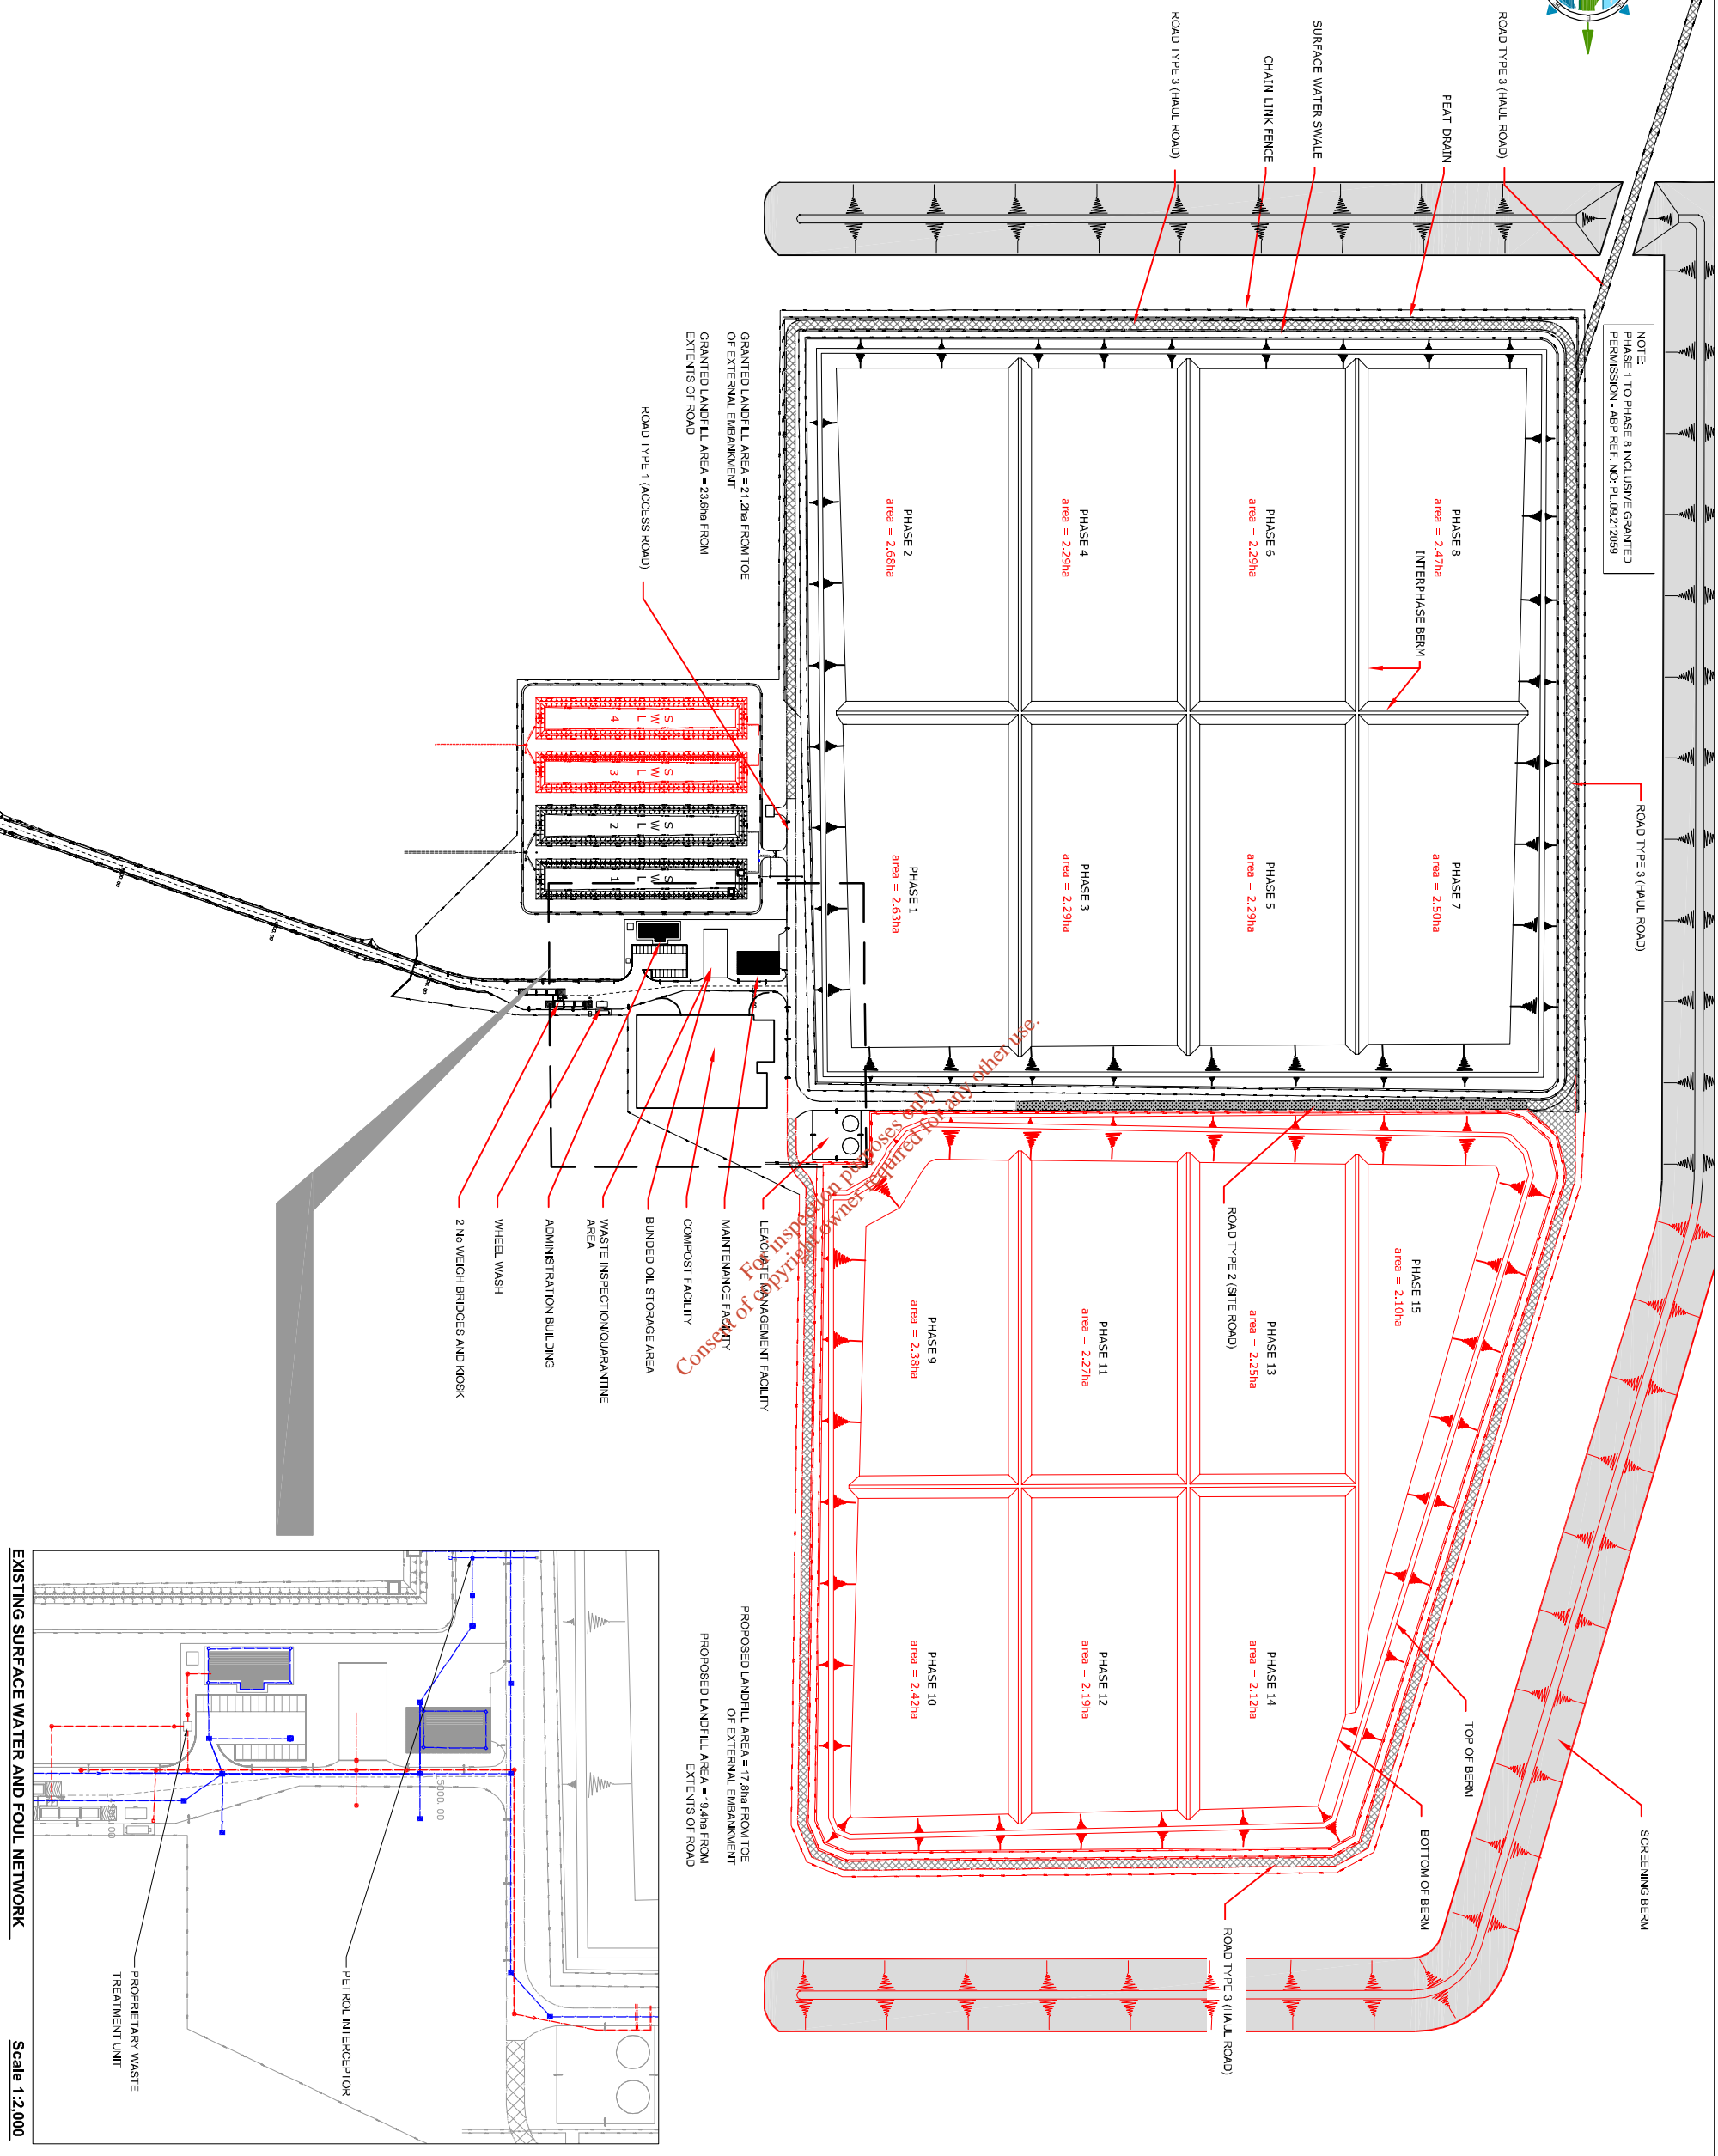 ROAD TYPE 3 (HAUL ROAD)
PEAT DRAIN
SURFACE WATER SWALE
CHAIN LINK FENCE
ROAD TYPE 3 (HAUL ROAD)
NOTE:
PHASE 1 TO PHASE 8 INCLUSIVE GRANTED
PERMISSION - ABP REF. NO: PL.09.212059
PHASE 8
area = 2.47ha
INTERPHASE BERM
PHASE 6
area = 2.29ha
PHASE 4
area = 2.29ha
PHASE 2
area = 2.68ha
GRANTED LANDFILL AREA = 21.2ha FROM TOE
OF EXTERNAL EMBANKMENT
GRANTED LANDFILL AREA = 23.6ha FROM
EXTENTS OF ROAD
ROAD TYPE 1 (ACCESS ROAD)
ROAD TYPE 3 (HAUL ROAD)
PHASE 7
area = 2.50ha
PHASE 5
area = 2.29ha
PHASE 3
area = 2.29ha
PHASE 1
area = 2.63ha
SWL 4
SWL 3
SWL 2
SWL 1
PHASE 15
area = 2.10ha
PHASE 13
area = 2.25ha
ROAD TYPE 2 (SITE ROAD)
PHASE 11
area = 2.27ha
PHASE 9
area = 2.38ha
LEACHATE MANAGEMENT FACILITY
MAINTENANCE FACILITY
COMPOST FACILITY
BUNDED OIL STORAGE AREA
WASTE INSPECTION/QUARANTINE
AREA
ADMINISTRATION BUILDING
WHEEL WASH
2 No WEIGH BRIDGES AND KIOSK
For inspection purposes only.
Consent of copyright owner required for any other use.
SCREENING BERM
TOP OF BERM
BOTTOM OF BERM
PHASE 14
area = 2.12ha
PHASE 12
area = 2.19ha
PHASE 10
area = 2.42ha
ROAD TYPE 3 (HAUL ROAD)
PROPOSED LANDFILL AREA = 17.8ha FROM TOE
OF EXTERNAL EMBANKMENT
PROPOSED LANDFILL AREA = 19.4ha FROM
EXTENTS OF ROAD
PETROL INTERCEPTOR
PROPRIETARY WASTE
TREATMENT UNIT
EXISTING SURFACE WATER AND FOUL NETWORK
Scale 1:2,000